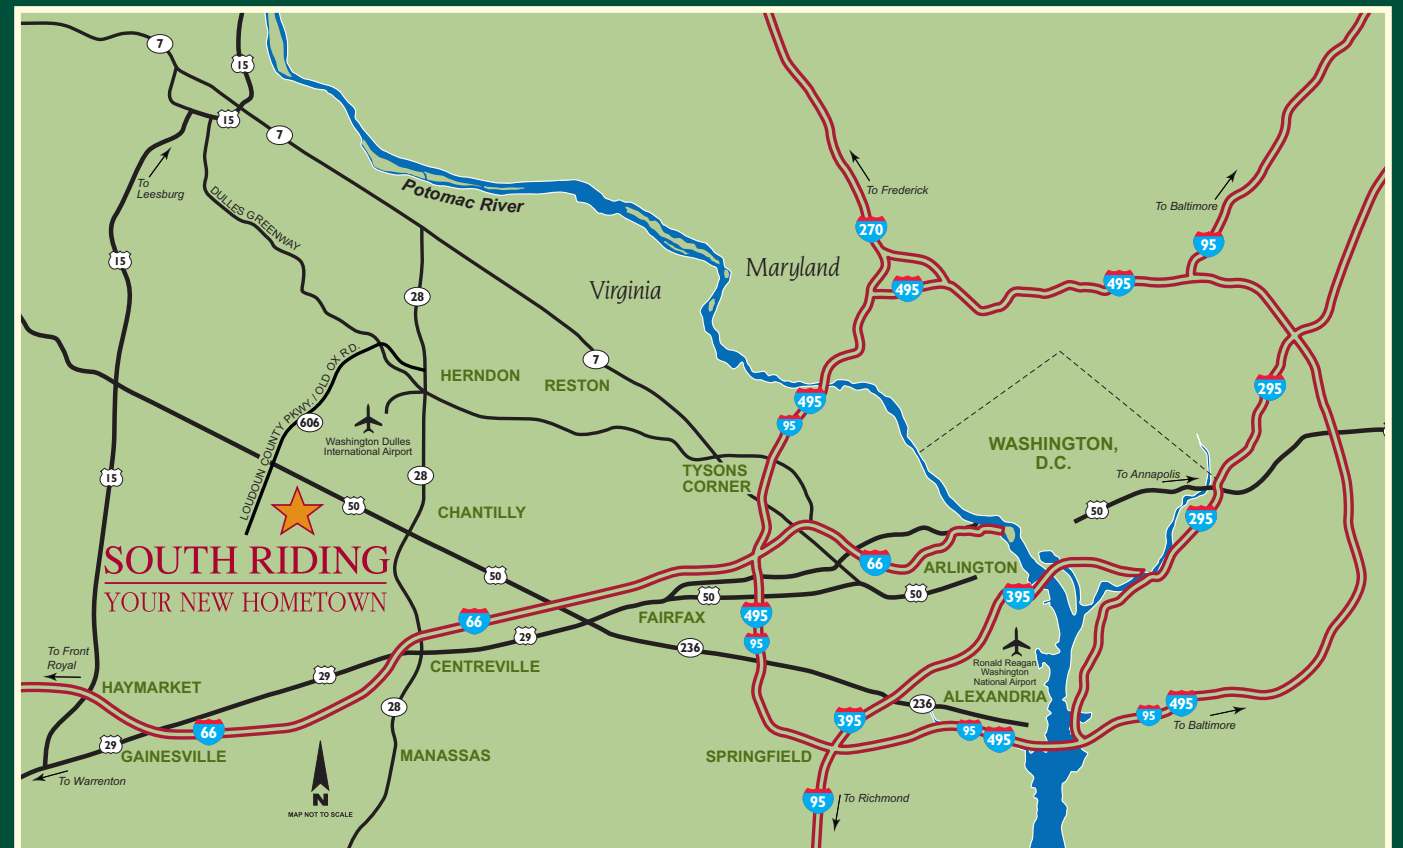 7
15
15
7
To
Leesburg
DULLES GREENWAY
Potomac River
To Frederick
To Baltimore
270
95
15
Virginia
Maryland
495
495
28
7
LOUDOUN COUNTY PKWY. / OLD OX RD.
HERNDON
RESTON
295
495
95
606
Washington Dulles
International Airport
WASHINGTON,
D.C.
TYSONS
CORNER
To Annapolis
15
28
50
CHANTILLY
50
295
SOUTH RIDING
YOUR NEW HOMETOWN
50
66
ARLINGTON
50
50
395
FAIRFAX
495
95
66
29
236
To Front
Royal
CENTREVILLE
29
Ronald Reagan
Washington
National Airport
HAYMARKET
ALEXANDRIA
28
236
395
95
495
To Baltimore
66
29
95
495
GAINESVILLE
MANASSAS
SPRINGFIELD
To Warrenton
N
MAP NOT TO SCALE
95
To Richmond